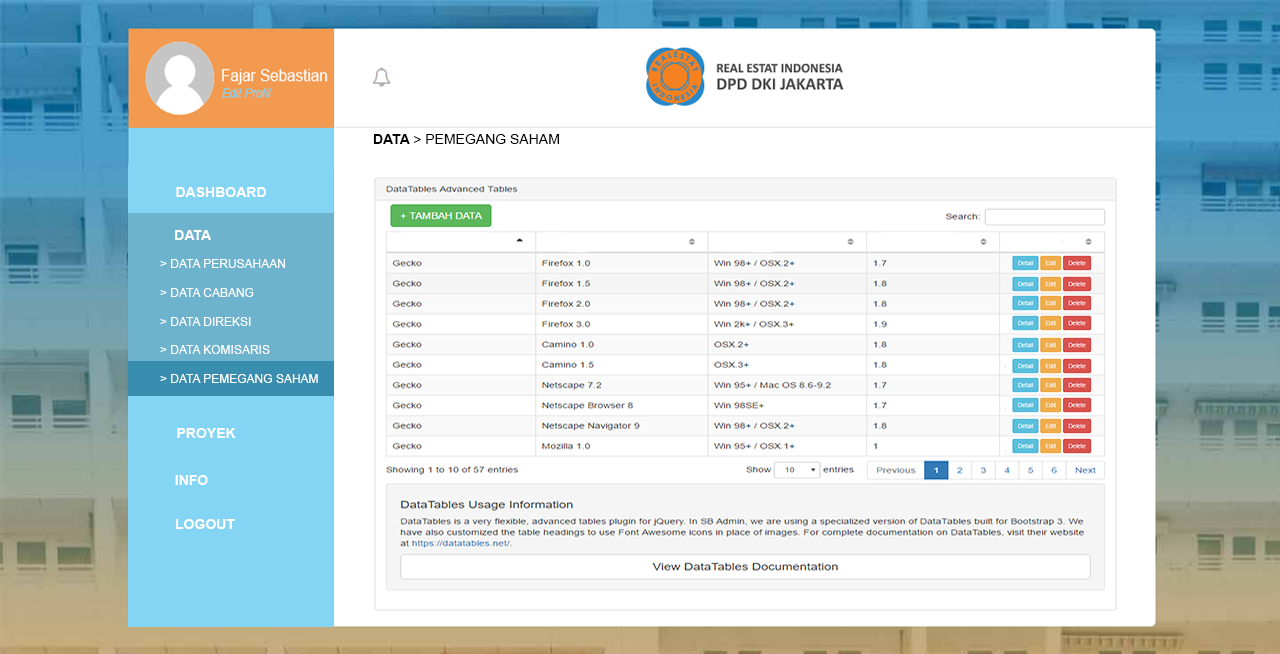 Fajar Sebastian
Edit Profil
REAL ESTAT INDONESIA
REAL ESTAT INDONESIA
DPD DKI JAKARTA
DATA > PEMEGANG SAHAM
DASHBOARD
DATA
> DATA PERUSAHAAN
> DATA CABANG
> DATA DIREKSI
> DATA KOMISARIS
> DATA PEMEGANG SAHAM
PROYEK
INFO
LOGOUT
DataTables Advanced Tables
+ TAMBAH DATA Search:
Gecko Firefox 1.0 Win 98+ / OSX.2+ 1.7 Detail Edit Delete
Gecko Firefox 1.5 Win 98+ / OSX.2+ 1.8 Detail Edit Delete
Gecko Firefox 2.0 Win 98+ / OSX.2+ 1.8 Detail Edit Delete
Gecko Firefox 3.0 Win 2k+ / OSX.3+ 1.9 Detail Edit Delete
Gecko Camino 1.0 OSX.2+ 1.8 Detail Edit Delete
Gecko Camino 1.5 OSX.3+ 1.8 Detail Edit Delete
Gecko Netscape 7.2 Win 95+ / Mac OS 8.6-9.2 1.7 Detail Edit Delete
Gecko Netscape Browser 8 Win 98SE+ 1.7 Detail Edit Delete
Gecko Netscape Navigator 9 Win 98+ / OSX.2+ 1.8 Detail Edit Delete
Gecko Mozilla 1.0 Win 95+ / OSX.1+ 1 Detail Edit Delete
Showing 1 to 10 of 57 entries Show 10 entries Previous 1 2 3 4 5 6 Next
DataTables Usage Information
DataTables is a very flexible, advanced tables plugin for jQuery. In SB Admin, we are using a specialized version of DataTables built for Bootstrap 3. We
have also customized the table headings to use Font Awesome icons in place of images. For complete documentation on DataTables, visit their website
at https://datatables.net/.
View DataTables Documentation